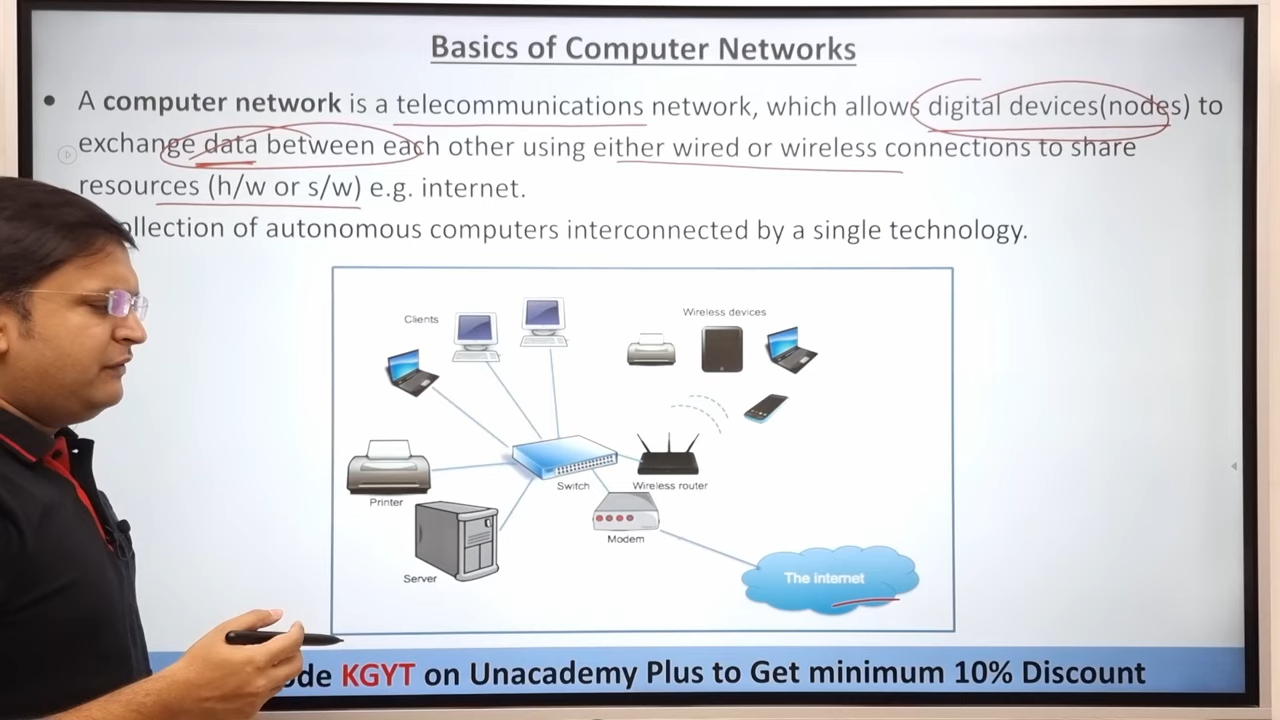 Basics of Computer Networks
• A computer network is a telecommunications network, which allows digital devices(nodes) to
exchange data between each other using either wired or wireless connections to share
resources (h/w or s/w) e.g. internet.
collection of autonomous computers interconnected by a single technology.
Clients
Wireless devices
Switch
Wireless router
Printer
Modem
Server
The internet
KGYT on Unacademy Plus to Get minimum 10% Discount